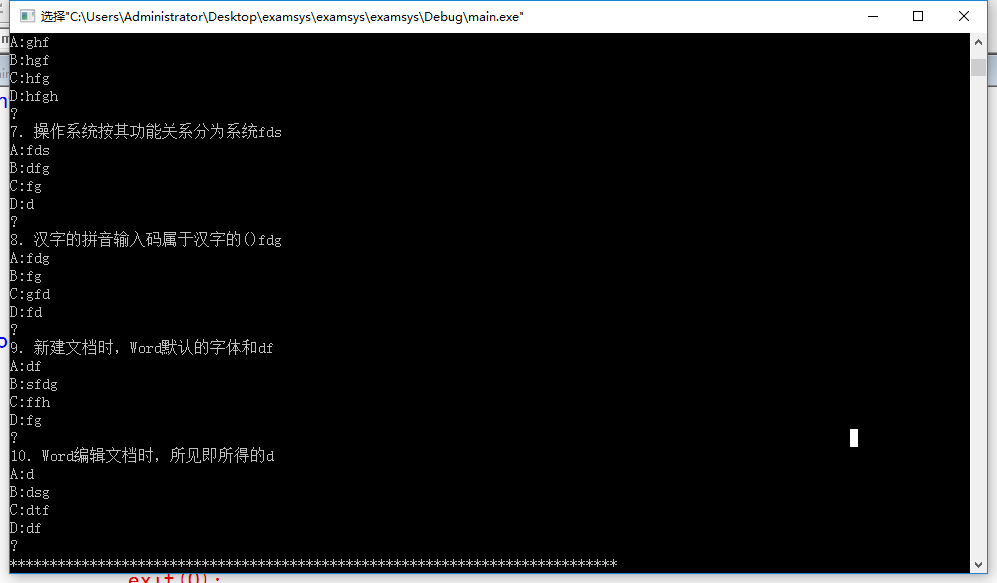 选择"C:\Users\Administrator\Desktop\examsys\examsys\examsys\Debug\main.exe"
A:ghf
B:hgf
C:hfg
D:hfgh
?
7. 操作系统按其功能关系分为系统fds
A:fds
B:dfg
C:fg
D:d
?
8. 汉字的拼音输入码属于汉字的()fdg
A:fdg
B:fg
C:gfd
D:fd
?
9. 新建文档时，Word默认的字体和df
A:df
B:sfdg
C:ffh
D:fg
?
10. Word编辑文档时，所见即所得的d
A:d
B:dsg
C:dtf
D:df
?
****************************************************************************
exit(0);